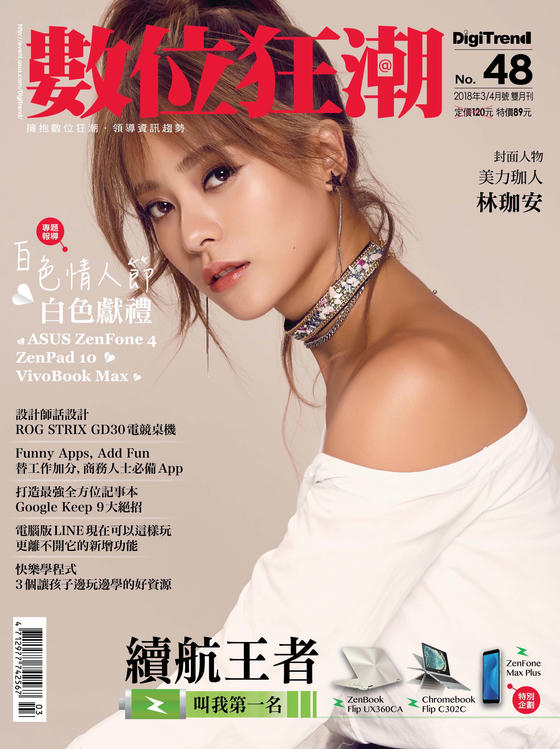 http://event.asus.com/Digitrend/
數位狂潮
@
DigiTrend
No. 48
2018年3/4月號 雙月刊
定價120元 特價89元
擁抱數位狂潮‧領導資訊趨勢
封面人物
美力珈人
林珈安
專題
報導
白色情人節
白色獻禮
ASUS ZenFone 4
ZenPad 10
VivoBook Max
設計師話設計
ROG STRIX GD30電競桌機
Funny Apps, Add Fun
替工作加分, 商務人士必備App
打造最強全方位記事本
Google Keep 9大絕招
電腦版LINE現在可以這樣玩
更離不開它的新增功能
快樂學程式
3個讓孩子邊玩邊學的好資源
4712977742567
03
續航王者
叫我第一名
ZenBook
Flip UX360CA
Chromebook
Flip C302C
ZenFone
Max Plus
特別
企劃